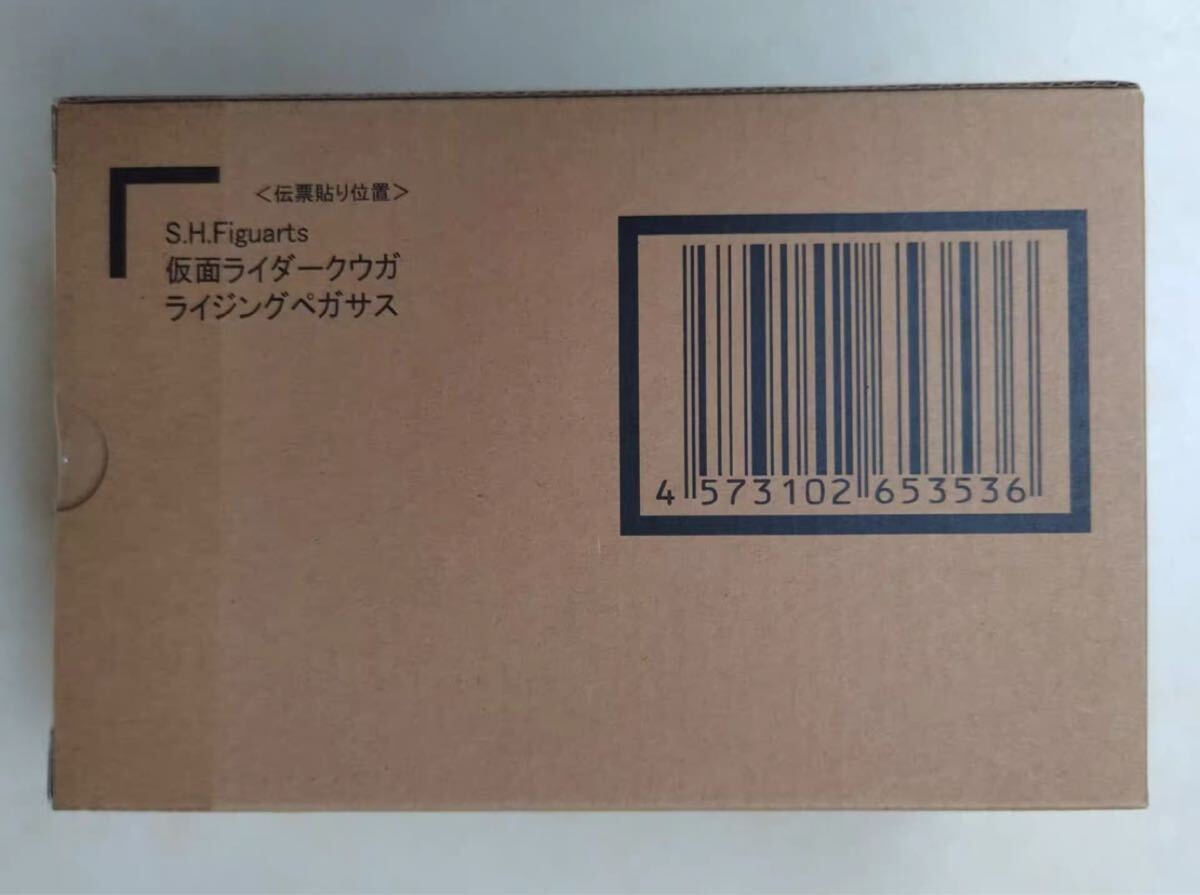 <伝票貼り位置>
S.H.Figuarts
仮面ライダークウガ
ライジングペガサス
4 573102 653536